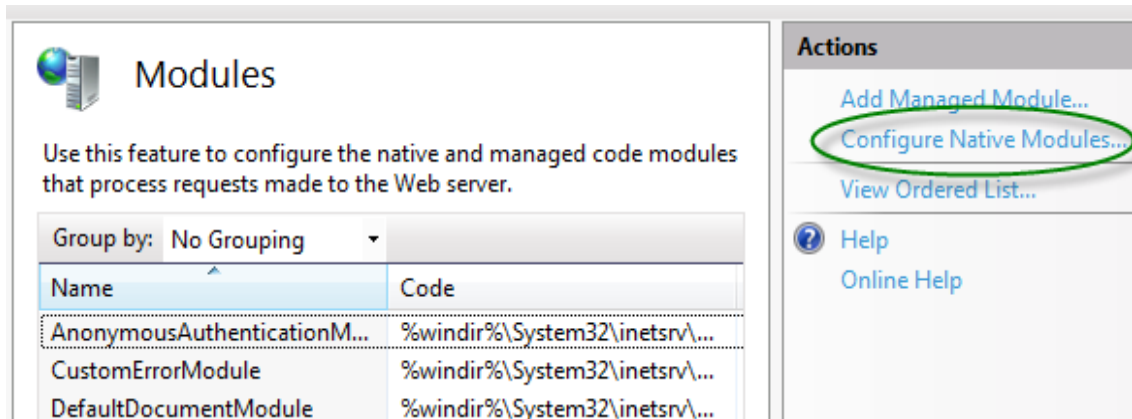 Modules
Use this feature to configure the native and managed code modules
that process requests made to the Web server.
Group by: No Grouping
Name Code
AnonymousAuthenticationM... %windir%\System32\inetsrv\...
CustomErrorModule %windir%\System32\inetsrv\...
DefaultDocumentModule %windir%\System32\inetsrv\...
Actions
Add Managed Module...
Configure Native Modules...
View Ordered List...
Help
Online Help